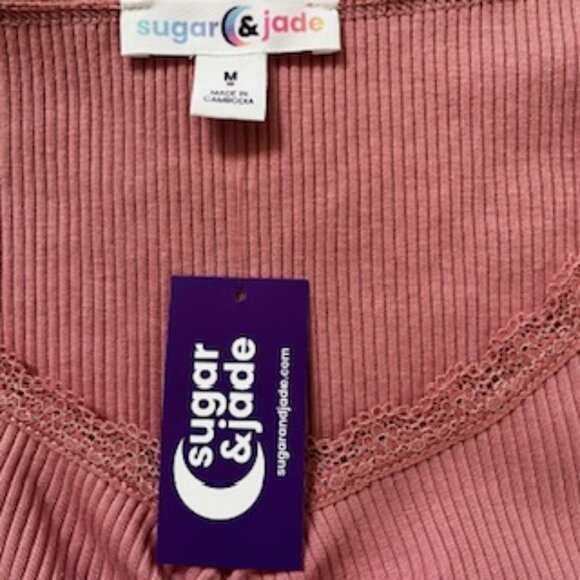 sugar & jade
M
MADE IN
CAMBODIA
sugar
& jade
sugarandjade.com